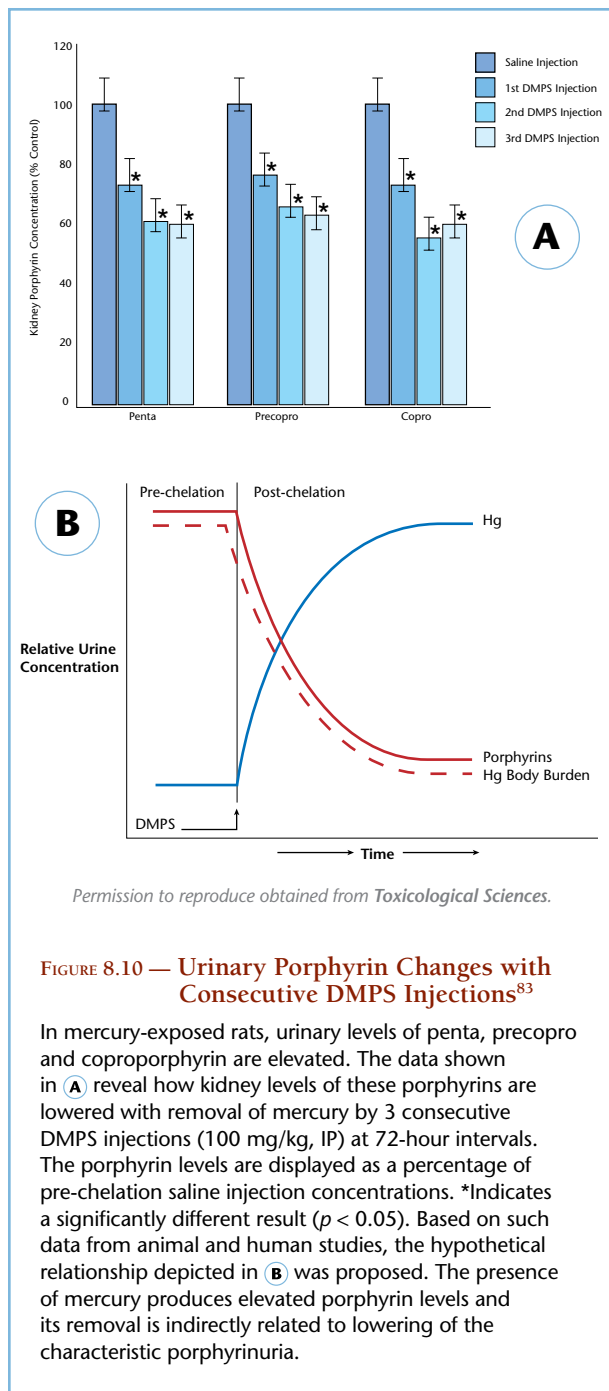 120
100
80
60
40
20
0
Kidney Porphyrin Concentration (% Control)
Saline Injection
1st DMPS Injection
2nd DMPS Injection
3rd DMPS Injection
* * * * * * * * *
A
Penta Precopro Copro
B
Pre-chelation Post-chelation
Hg
Relative Urine
Concentration
Porphyrins
Hg Body Burden
DMPS
Time
Permission to reproduce obtained from Toxicological Sciences.
FIGURE 8.10 — Urinary Porphyrin Changes with
Consecutive DMPS Injections83
In mercury-exposed rats, urinary levels of penta, precopro
and coproporphyrin are elevated. The data shown
in A reveal how kidney levels of these porphyrins are
lowered with removal of mercury by 3 consecutive
DMPS injections (100 mg/kg, IP) at 72-hour intervals.
The porphyrin levels are displayed as a percentage of
pre-chelation saline injection concentrations. *Indicates
a significantly different result (p < 0.05). Based on such
data from animal and human studies, the hypothetical
relationship depicted in B was proposed. The presence
of mercury produces elevated porphyrin levels and
its removal is indirectly related to lowering of the
characteristic porphyrinuria.